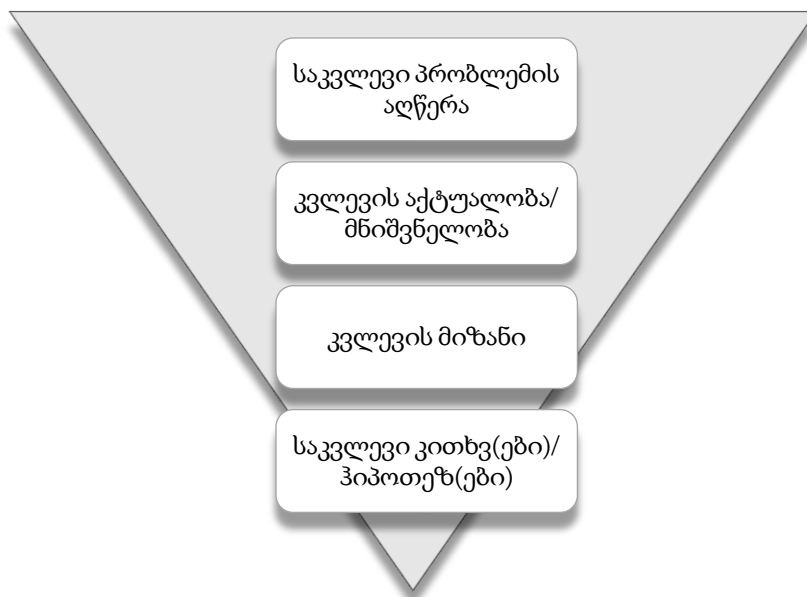 საკვლევი პრობლემის
აღწერა
კვლევის აქტუალობა/
მნიშვნელობა
კვლევის მიზანი
საკვლევი კითხვ(ები)/
ჰიპოთეზ(ები)